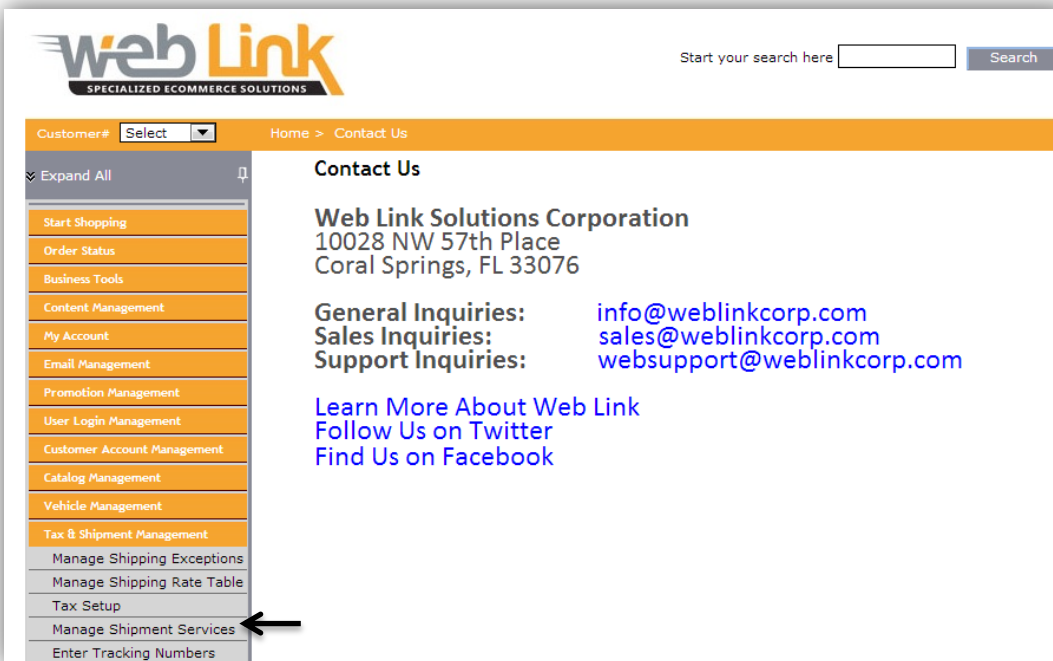 Web Link
SPECIALIZED ECOMMERCE SOLUTIONS
Start your search here Search
Customer# Select Home > Contact Us
Expand All
Start Shopping
Order Status
Business Tools
Content Management
My Account
Email Management
Promotion Management
User Login Management
Customer Account Management
Catalog Management
Vehicle Management
Tax & Shipment Management
Manage Shipping Exceptions
Manage Shipping Rate Table
Tax Setup
Manage Shipment Services
Enter Tracking Numbers
Contact Us
Web Link Solutions Corporation
10028 NW 57th Place
Coral Springs, FL 33076
General Inquiries: info@weblinkcorp.com
Sales Inquiries: sales@weblinkcorp.com
Support Inquiries: websupport@weblinkcorp.com
Learn More About Web Link
Follow Us on Twitter
Find Us on Facebook